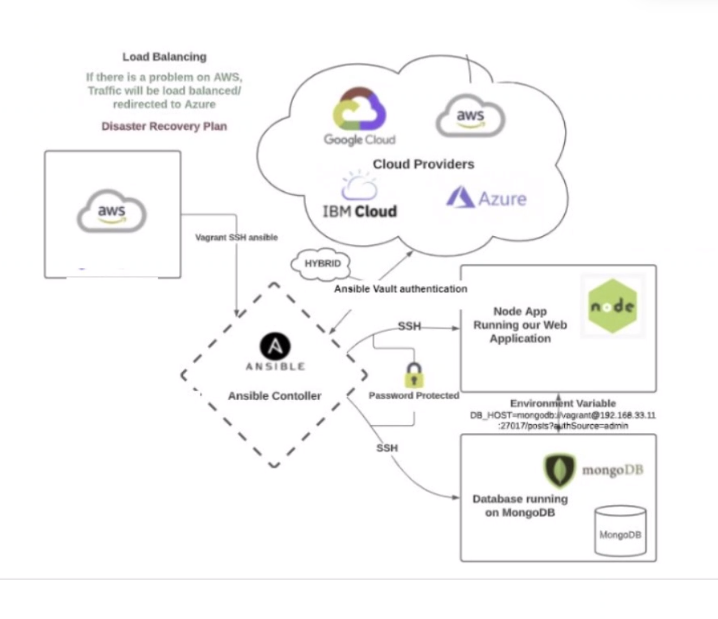 Load Balancing
If there is a problem on AWS,
Traffic will be load balanced/
redirected to Azure
Disaster Recovery Plan
aws
Vagrant SSH ansible
Google Cloud
aws
Cloud Providers
IBM Cloud
Azure
HYBRID
Ansible Vault authentication
ANSIBLE
Ansible Contoller
SSH
Password Protected
SSH
Node App
Running our Web
Application
node
Environment Variable
DB_HOST=mongodb://vagrant@192.168.33.11
:27017/posts?authSource=admin
mongoDB
Database running
on MongoDB
MongoDB